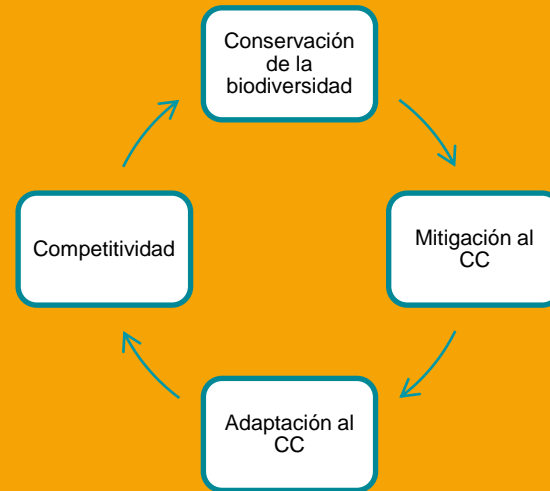 Conservación
de la
biodiversidad
Competitividad
Mitigación al
CC
Adaptación al
CC